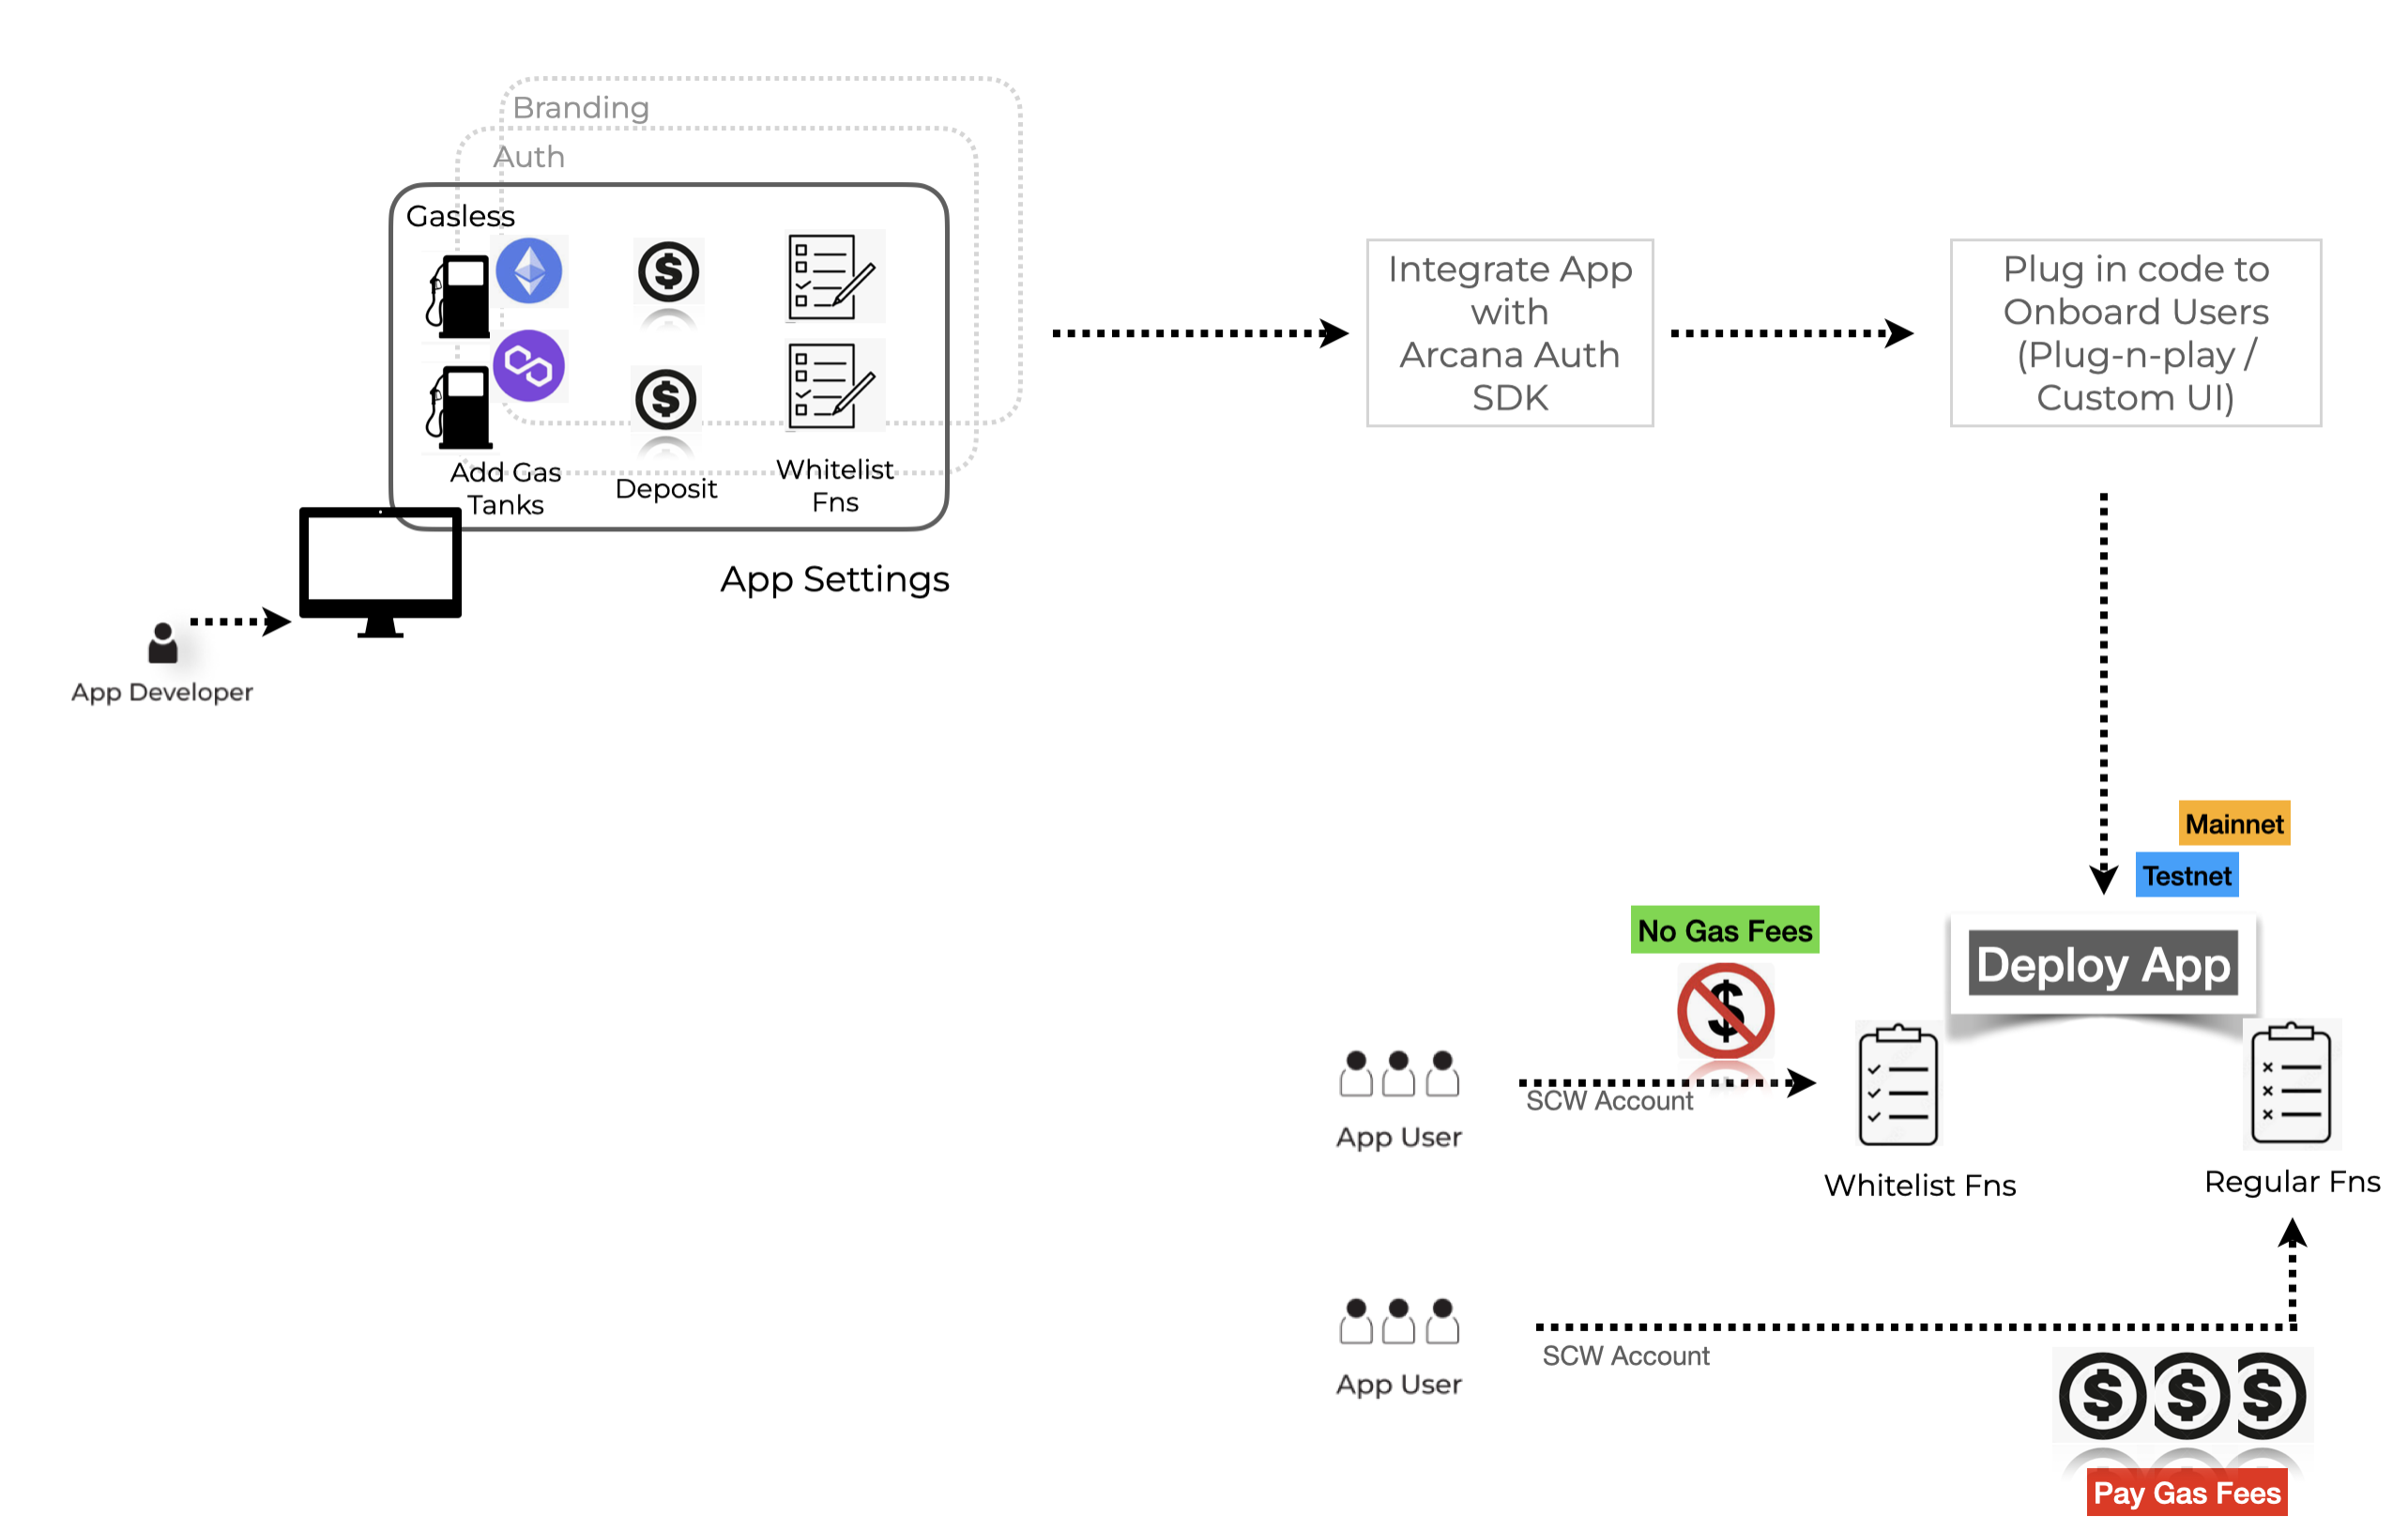 Branding
Auth
Gasless
Add Gas
Tanks
Deposit
Whitelist
Fns
App Settings
App Developer
Integrate App
with
Arcana Auth
SDK
Plug in code to
Onboard Users
(Plug-n-play /
Custom UI)
Mainnet
Testnet
No Gas Fees
Deploy App
SCW Account
App User
Whitelist Fns
Regular Fns
SCW Account
App User
Pay Gas Fees